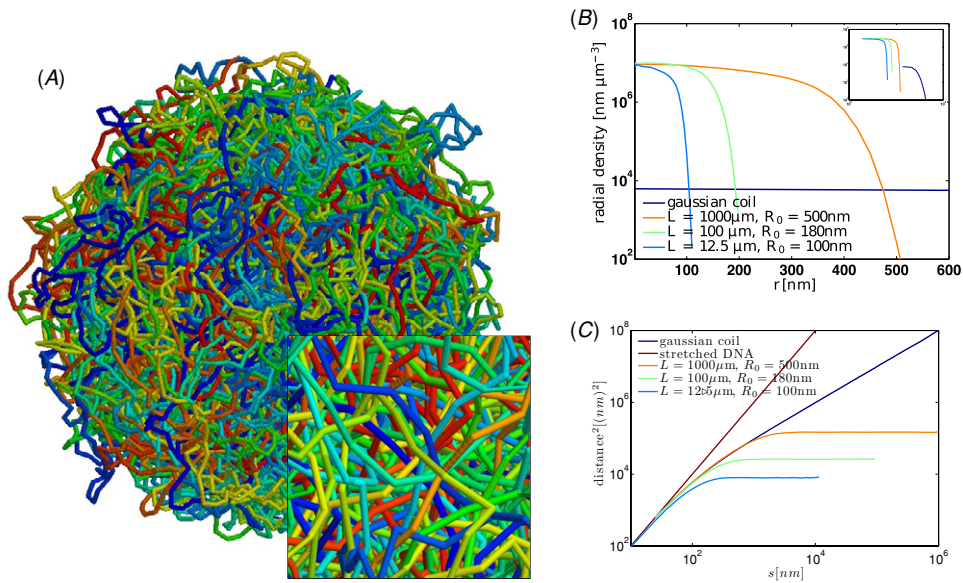 (A)
(B)
10^8
10^6
10^4
10^2
radial density [nm μm^−3]
gaussian coil
L = 1000μm, R_0 = 500nm
L = 100 μm, R_0 = 180nm
L = 12.5 μm, R_0 = 100nm
100 200 300 400 500 600
r [nm]
(C)
10^8
10^6
10^4
10^2
distance^2[(nm)^2]
gaussian coil
stretched DNA
L = 1000μm, R_0 = 500nm
L = 100μm, R_0 = 180nm
L = 12.5μm, R_0 = 100nm
10^2 10^4 10^6
s[nm]